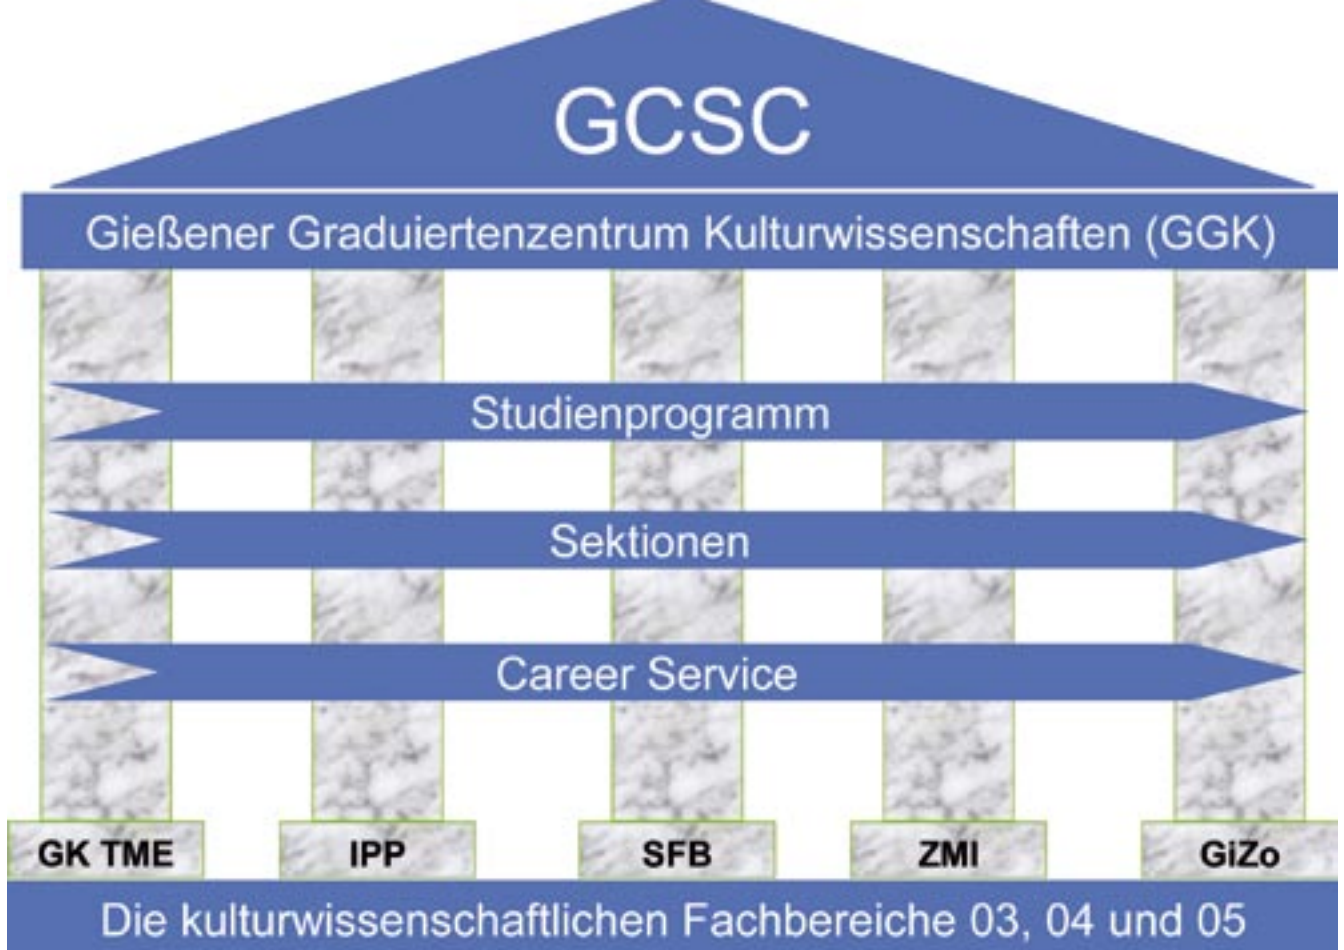 GCSC
Gießener Graduiertenzentrum Kulturwissenschaften (GGK)
Studienprogramm
Sektionen
Career Service
GK TME IPP SFB ZMI GiZo
Die kulturwissenschaftlichen Fachbereiche 03, 04 und 05